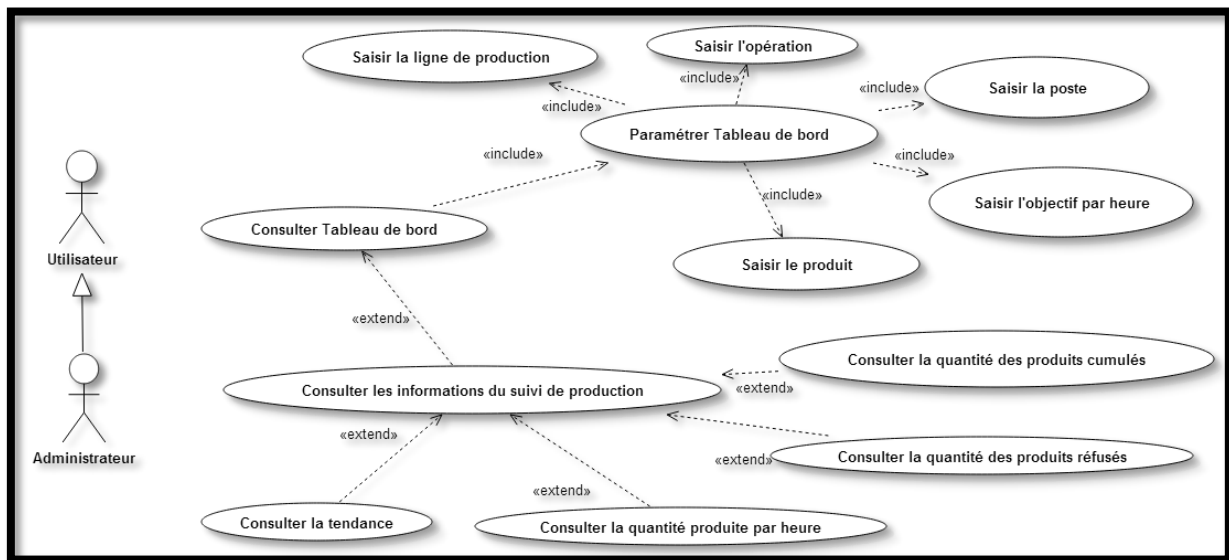 Saisir l'opération
Saisir la ligne de production
«include»
Saisir la poste
«include»
«include»
Paramétrer Tableau de bord
«include»
«include»
«include»
Saisir l'objectif par heure
Consulter Tableau de bord
Utilisateur
Saisir le produit
«extend»
Consulter la quantité des produits cumulés
Consulter les informations du suivi de production
«extend»
«extend»
Administrateur
«extend»
Consulter la quantité des produits réfusés
«extend»
Consulter la tendance
Consulter la quantité produite par heure